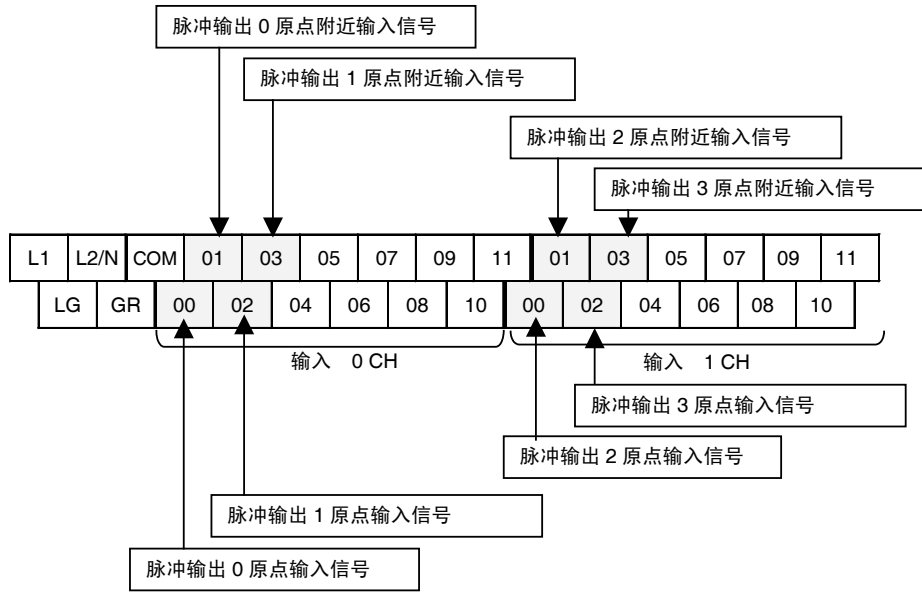 脉冲输出 0 原点附近输入信号
脉冲输出 1 原点附近输入信号
脉冲输出 2 原点附近输入信号
脉冲输出 3 原点附近输入信号
L1 L2/N COM 01 03 05 07 09 11 01 03 05 07 09 11
LG GR 00 02 04 06 08 10 00 02 04 06 08 10
输入 0 CH 输入 1 CH
脉冲输出 3 原点输入信号
脉冲输出 2 原点输入信号
脉冲输出 1 原点输入信号
脉冲输出 0 原点输入信号